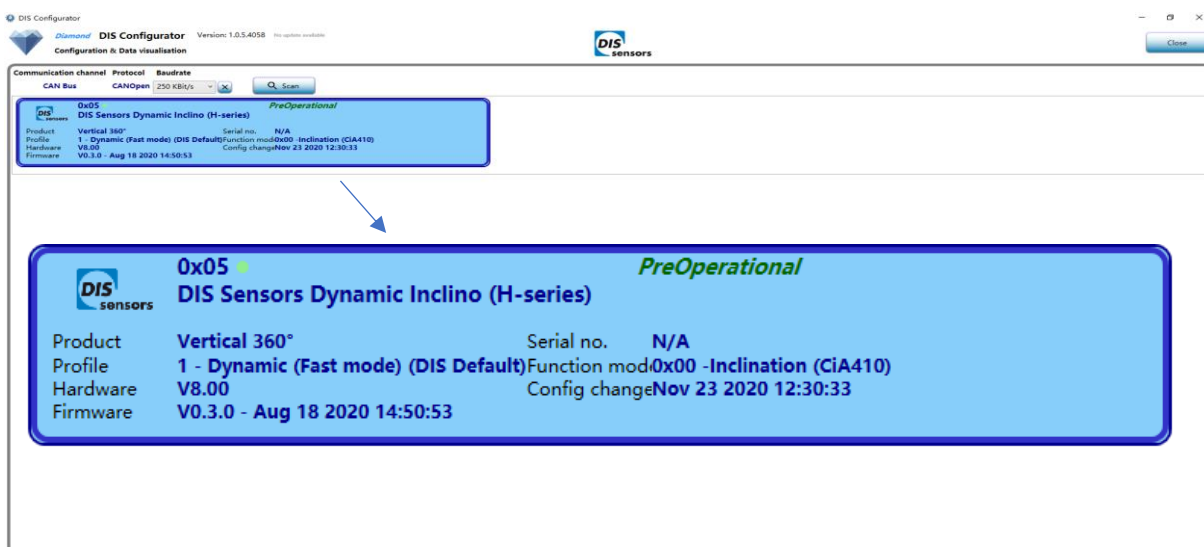 DIS Configurator
Diamond DIS Configurator Version: 1.0.5.4058 No update available
Configuration & Data visualisation
DIS sensors
Close
Communication channel Protocol Baudrate
CAN Bus CANOpen 250 KBit/s Scan
0x05 PreOperational
DIS sensors
DIS Sensors Dynamic Inclino (H-series)
Product Vertical 360° Serial no. N/A
Profile 1 - Dynamic (Fast mode) (DIS Default) Function mod 0x00 -Inclination (CiA410)
Hardware V8.00 Config change Nov 23 2020 12:30:33
Firmware V0.3.0 - Aug 18 2020 14:50:53
0x05 PreOperational
DIS sensors
DIS Sensors Dynamic Inclino (H-series)
Product Vertical 360° Serial no. N/A
Profile 1 - Dynamic (Fast mode) (DIS Default) Function mod 0x00 -Inclination (CiA410)
Hardware V8.00 Config change Nov 23 2020 12:30:33
Firmware V0.3.0 - Aug 18 2020 14:50:53